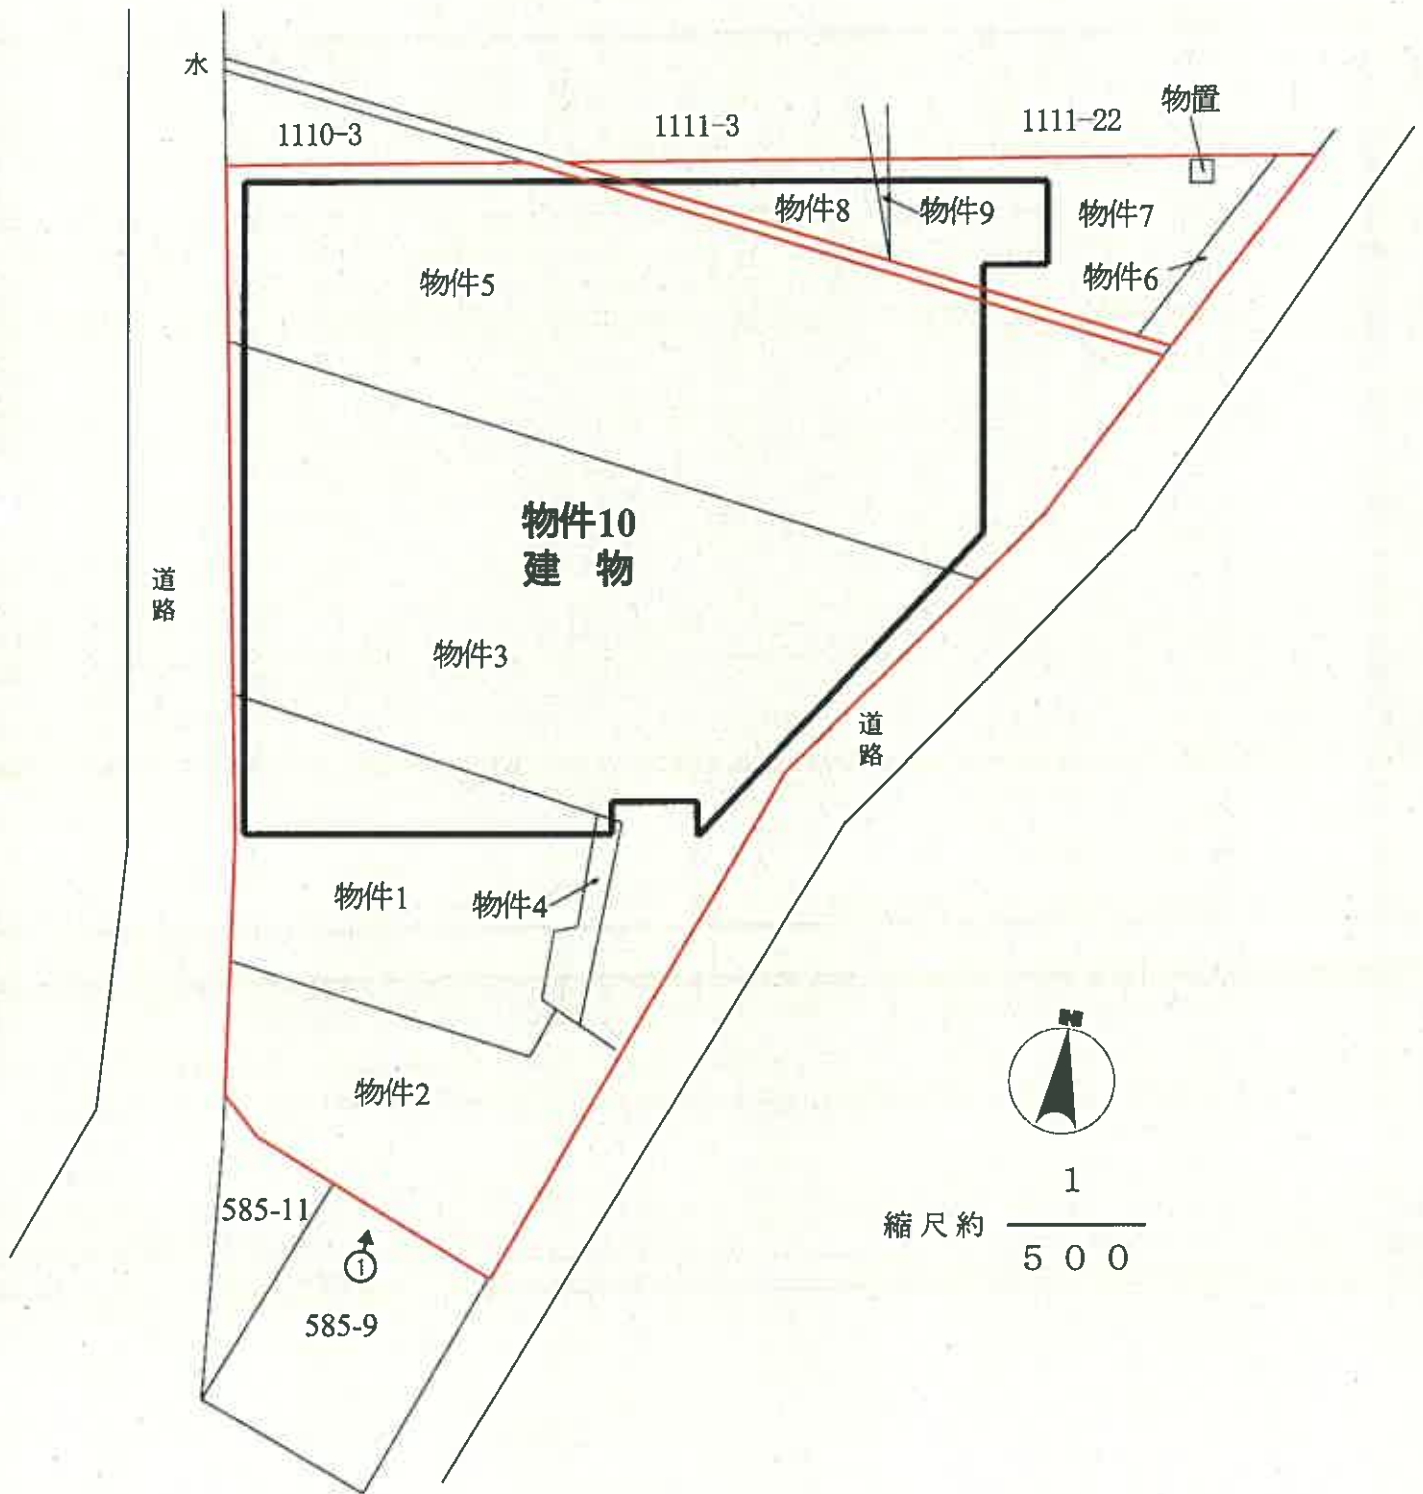 水
1110-3
1111-3
1111-22
物置
物件8
物件9
物件7
物件6
物件5
物件10
建 物
道路
物件3
道路
物件1
物件4
物件2
N
585-11
①
585-9
縮尺約
1
500